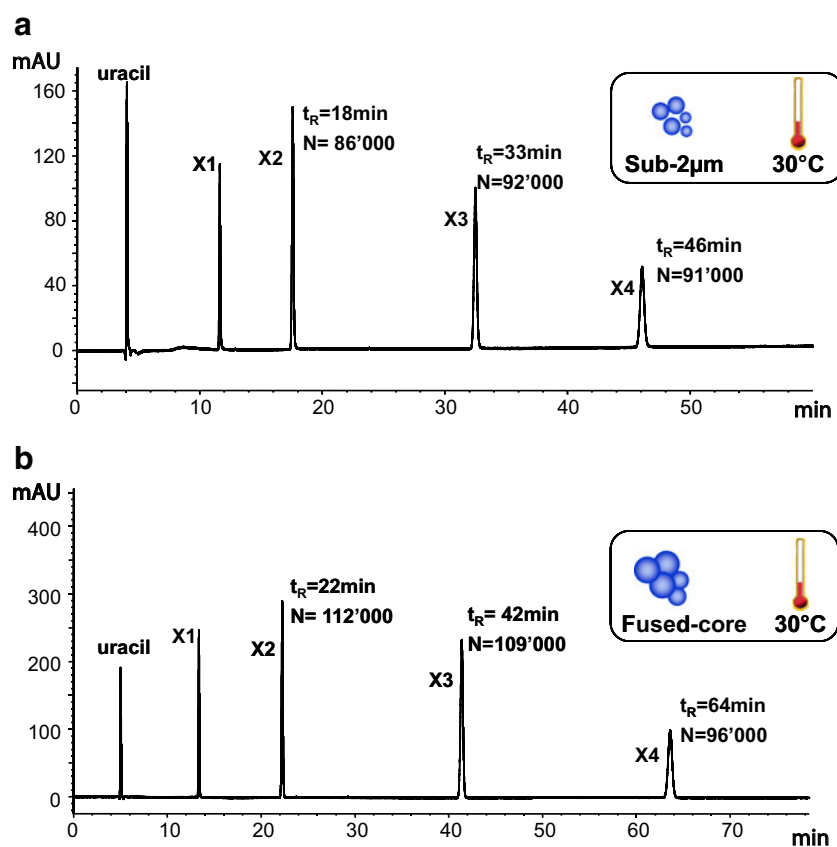 a
mAU
uracil
160
120
80
40
0
X1
X2
tR=18min
N= 86’000
X3
tR=33min
N=92’000
X4
tR=46min
N=91’000
Sub-2µm
30°C
0 10 20 30 40 50 min
b
mAU
400
300
200
100
0
uracil
X1
X2
tR=22min
N= 112’000
X3
tR= 42min
N=109’000
X4
tR=64min
N=96’000
Fused-core
30°C
0 10 20 30 40 50 60 70 min